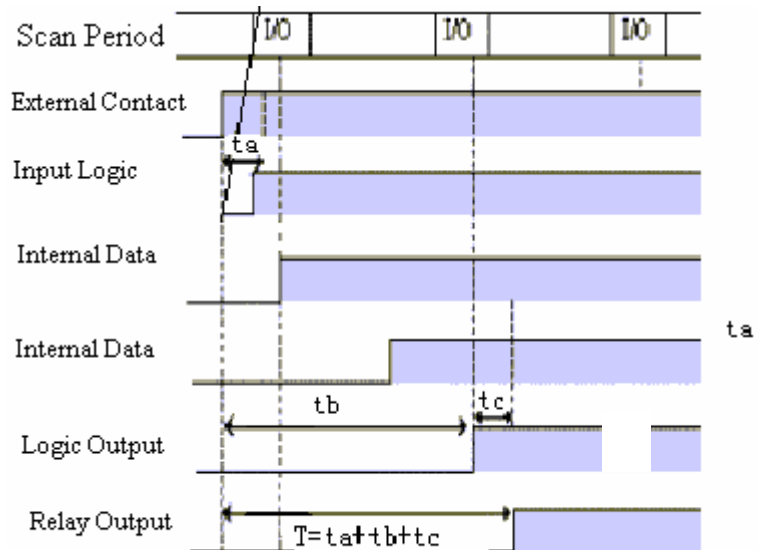 Scan Period I/O I/O I/O
External Contact
ta
Input Logic
Internal Data
ta
Internal Data
tb tc
Logic Output
Relay Output
T=ta+tb+tc